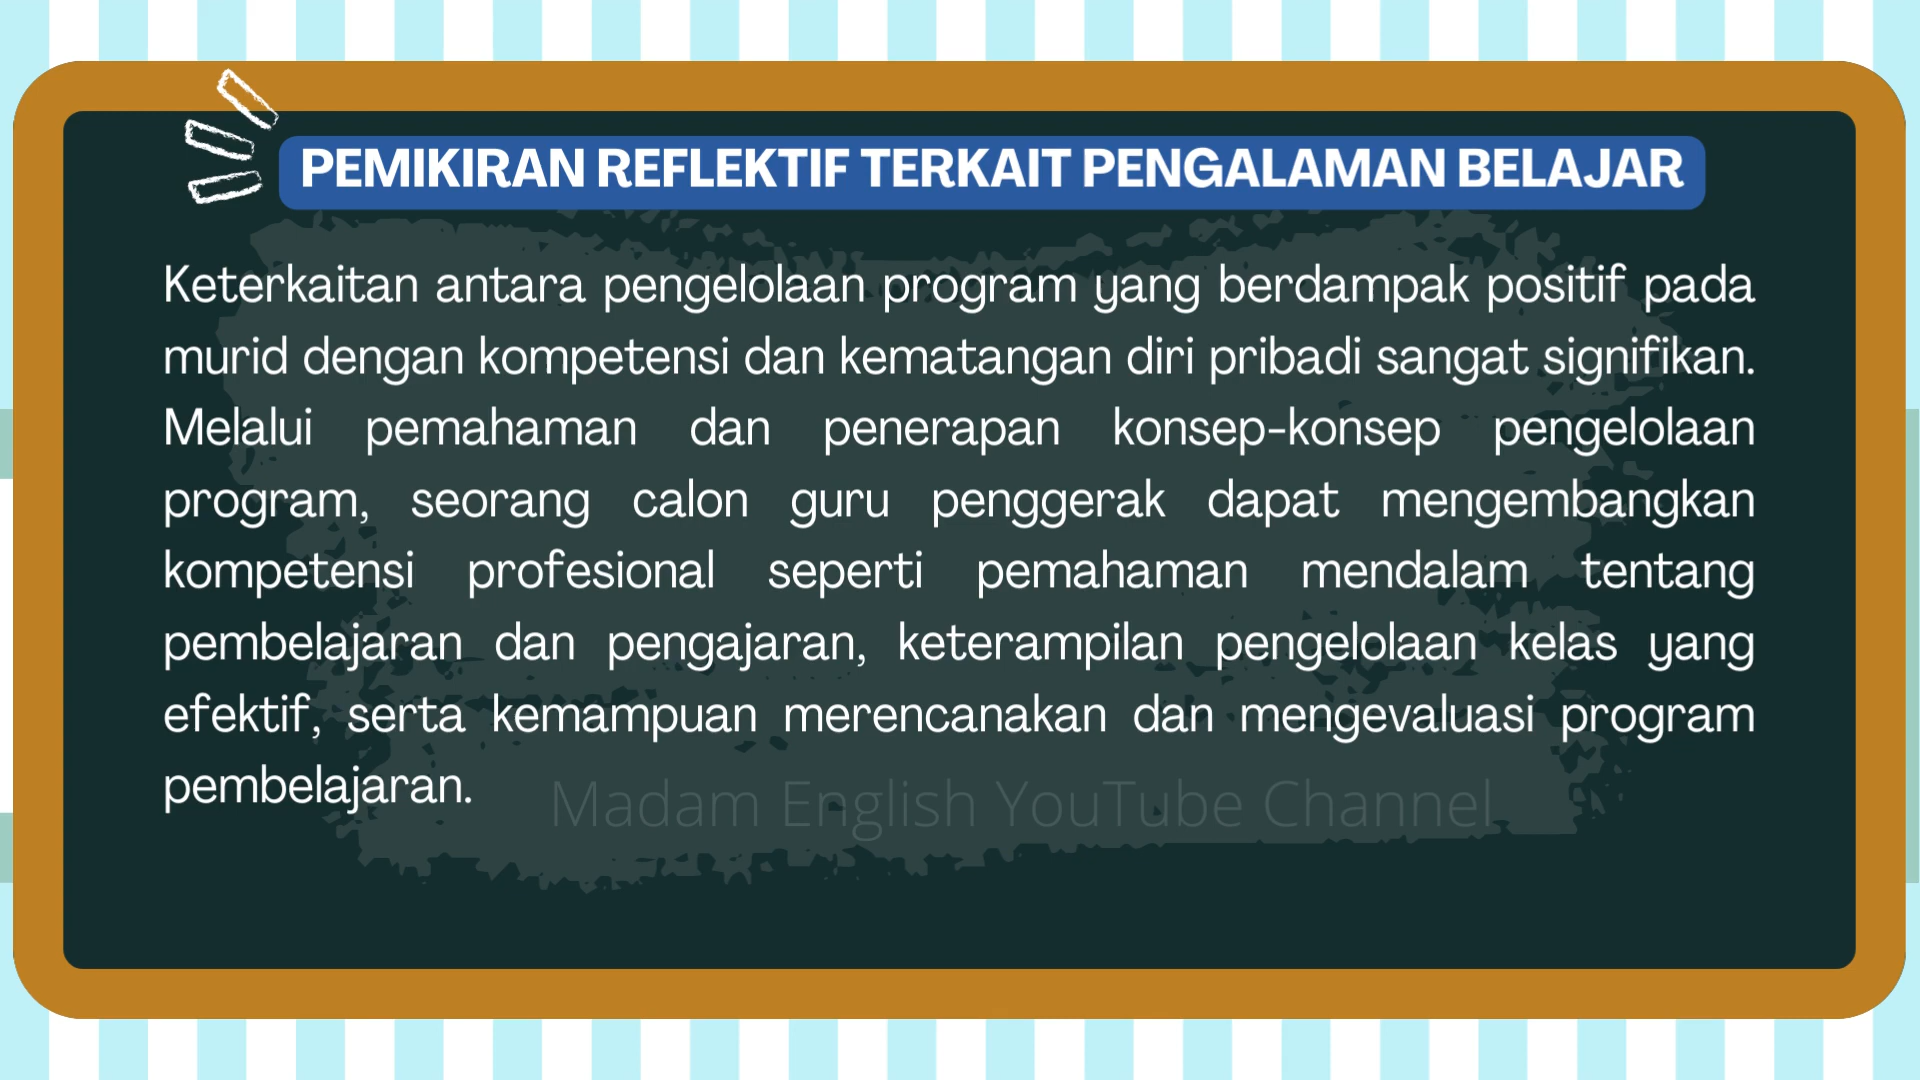 PEMIKIRAN REFLEKTIF TERKAIT PENGALAMAN BELAJAR
Keterkaitan antara pengelolaan program yang berdampak positif pada
murid dengan kompetensi dan kematangan diri pribadi sangat signifikan.
Melalui pemahaman dan penerapan konsep-konsep pengelolaan
program, seorang calon guru penggerak dapat mengembangkan
kompetensi profesional seperti pemahaman mendalam tentang
pembelajaran dan pengajaran, keterampilan pengelolaan kelas yang
efektif, serta kemampuan merencanakan dan mengevaluasi program
pembelajaran.
Madam English YouTube Channel